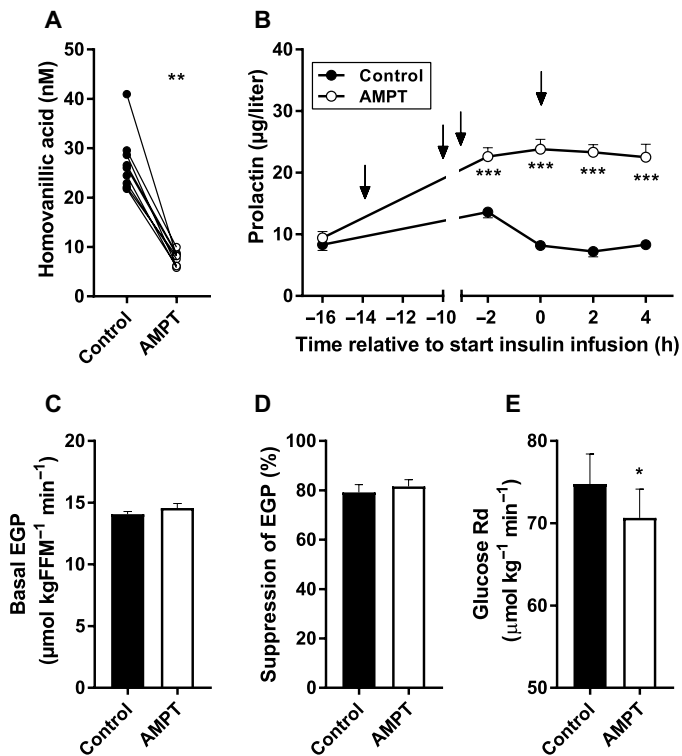 A
Homovanillic acid (nM)
50
40
30
20
10
0
**
Control
AMPT
B
Prolactin (µg/liter)
40
30
20
10
0
Control
AMPT
***
***
***
***
−16 −14 −12 −10 −2 0 2 4
Time relative to start insulin infusion (h)
C
Basal EGP
(µmol kgFFM⁻¹ min⁻¹)
20
15
10
5
0
Control
AMPT
D
Suppression of EGP (%)
100
80
60
40
20
0
Control
AMPT
E
Glucose Rd
(µmol kg⁻¹ min⁻¹)
80
70
60
50
*
Control
AMPT